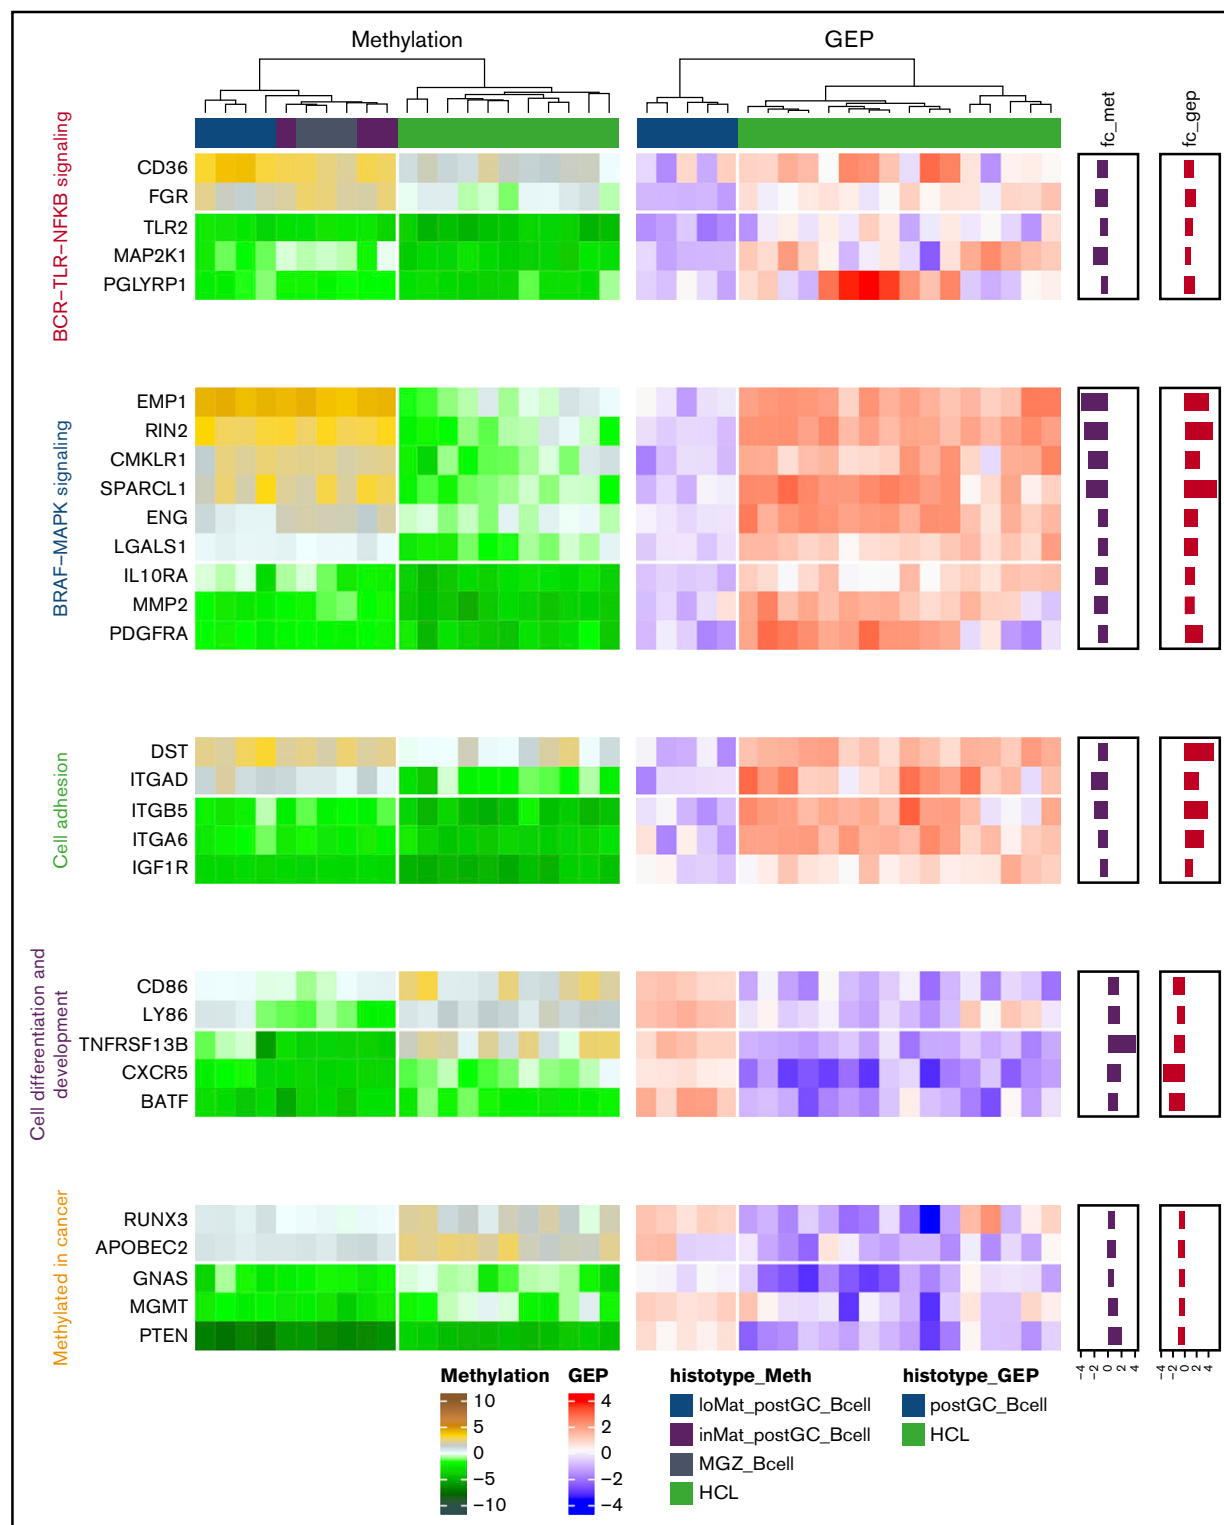 Methylation
GEP
fc_met
fc_gep
BCR–TLR–NFKB signaling
CD36
FGR
TLR2
MAP2K1
PGLYRP1
BRAF–MAPK signaling
EMP1
RIN2
CMKLR1
SPARCL1
ENG
LGALS1
IL10RA
MMP2
PDGFRA
Cell adhesion
DST
ITGAD
ITGB5
ITGA6
IGF1R
Cell differentiation and
development
CD86
LY86
TNFRSF13B
CXCR5
BATF
Methylated in cancer
RUNX3
APOBEC2
GNAS
MGMT
PTEN
−4 −2 0 2 4
−4 −2 0 2 4
Methylation
10
5
0
−5
−10
GEP
4
2
0
−2
−4
histotype_Meth
loMat_postGC_Bcell
inMat_postGC_Bcell
MGZ_Bcell
HCL
histotype_GEP
postGC_Bcell
HCL